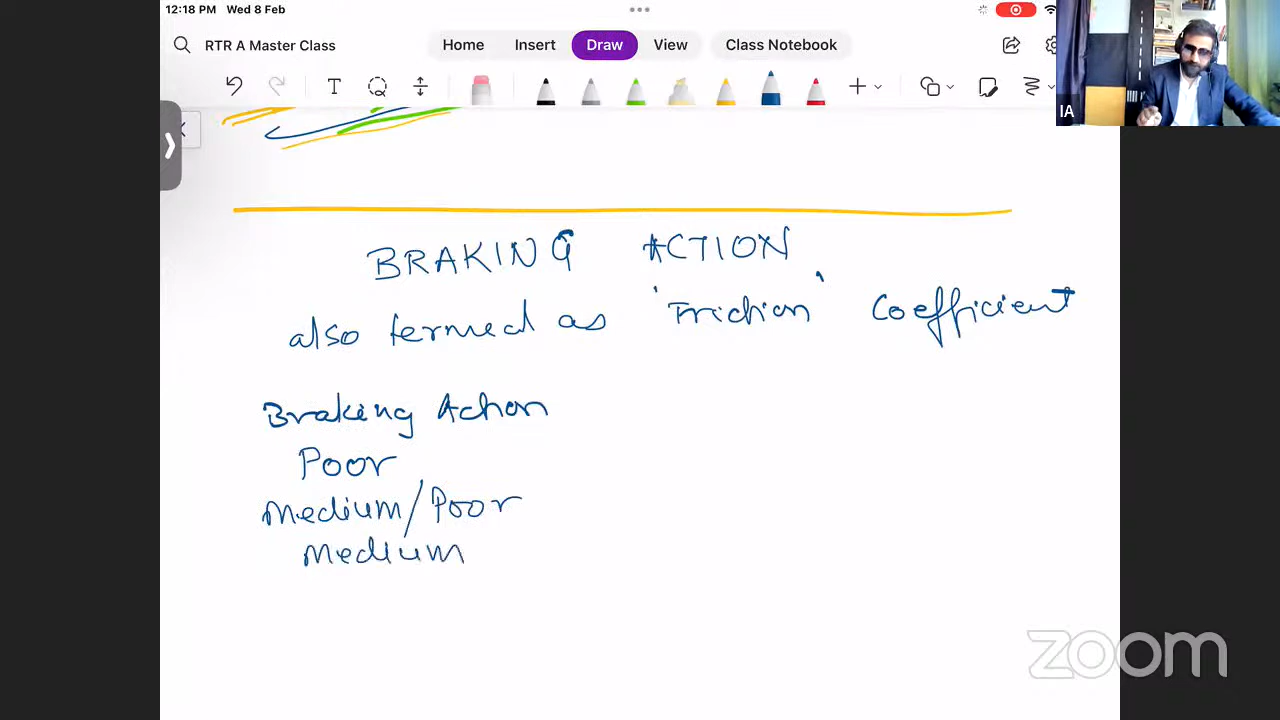 12:18 PM Wed 8 Feb
RTR A Master Class
Home Insert Draw View Class Notebook
IA
BRAKING ACTION
also termed as 'Friction' Coefficient
Braking Action
Poor
Medium/Poor
Medium
zoom